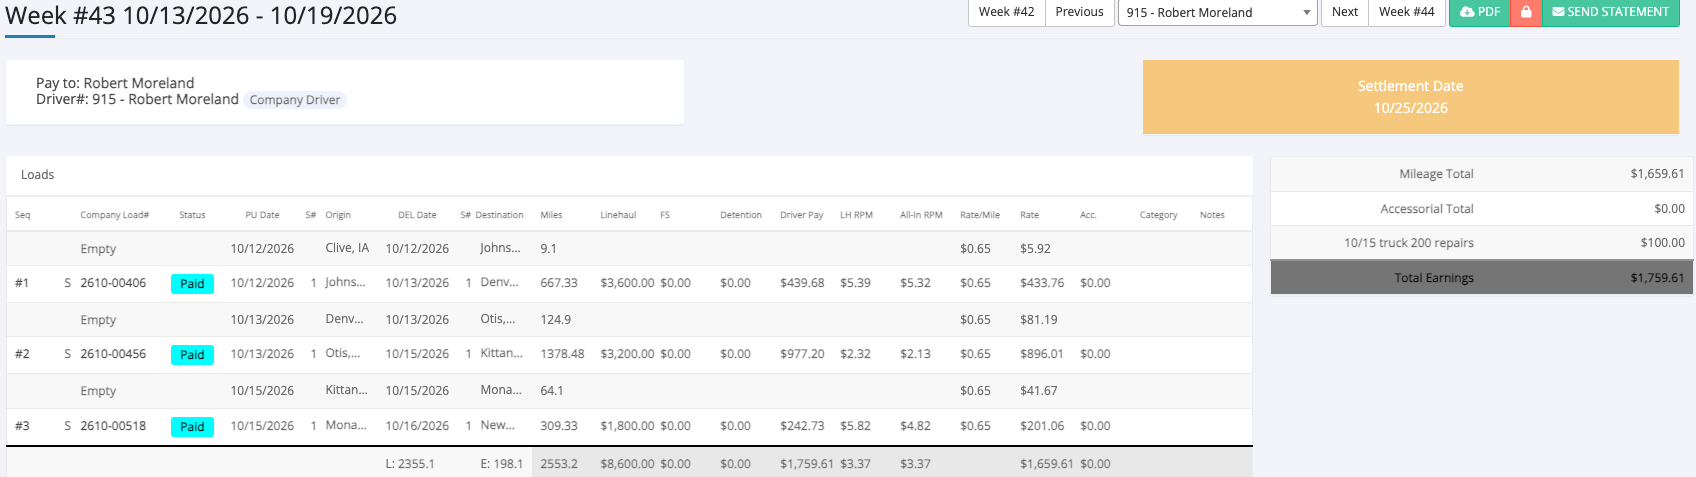 Week #43 10/13/2026 - 10/19/2026
Week #42 Previous 915 - Robert Moreland Next Week #44 PDF SEND STATEMENT
Pay to: Robert Moreland
Driver#: 915 - Robert Moreland Company Driver
Settlement Date
10/25/2026
Loads
Seq Company Load# Status PU Date S# Origin DEL Date S# Destination Miles Linehaul FS Detention Driver Pay LH RPM All-In RPM Rate/Mile Rate Acc. Category Notes
Empty 10/12/2026 Clive, IA 10/12/2026 Johns... 9.1 $0.65 $5.92
#1 S 2610-00406 Paid 10/12/2026 1 Johns... 10/13/2026 1 Denv... 667.33 $3,600.00 $0.00 $0.00 $439.68 $5.39 $5.32 $0.65 $433.76 $0.00
Empty 10/13/2026 Denv... 10/13/2026 Otis,... 124.9 $0.65 $81.19
#2 S 2610-00456 Paid 10/13/2026 1 Otis,... 10/15/2026 1 Kittan... 1378.48 $3,200.00 $0.00 $0.00 $977.20 $2.32 $2.13 $0.65 $896.01 $0.00
Empty 10/15/2026 Kittan... 10/15/2026 Mona... 64.1 $0.65 $41.67
#3 S 2610-00518 Paid 10/15/2026 1 Mona... 10/16/2026 1 New... 309.33 $1,800.00 $0.00 $0.00 $242.73 $5.82 $4.82 $0.65 $201.06 $0.00
L: 2355.1 E: 198.1 2553.2 $8,600.00 $0.00 $0.00 $1,759.61 $3.37 $3.37 $1,659.61 $0.00
Mileage Total $1,659.61
Accessorial Total $0.00
10/15 truck 200 repairs $100.00
Total Earnings $1,759.61